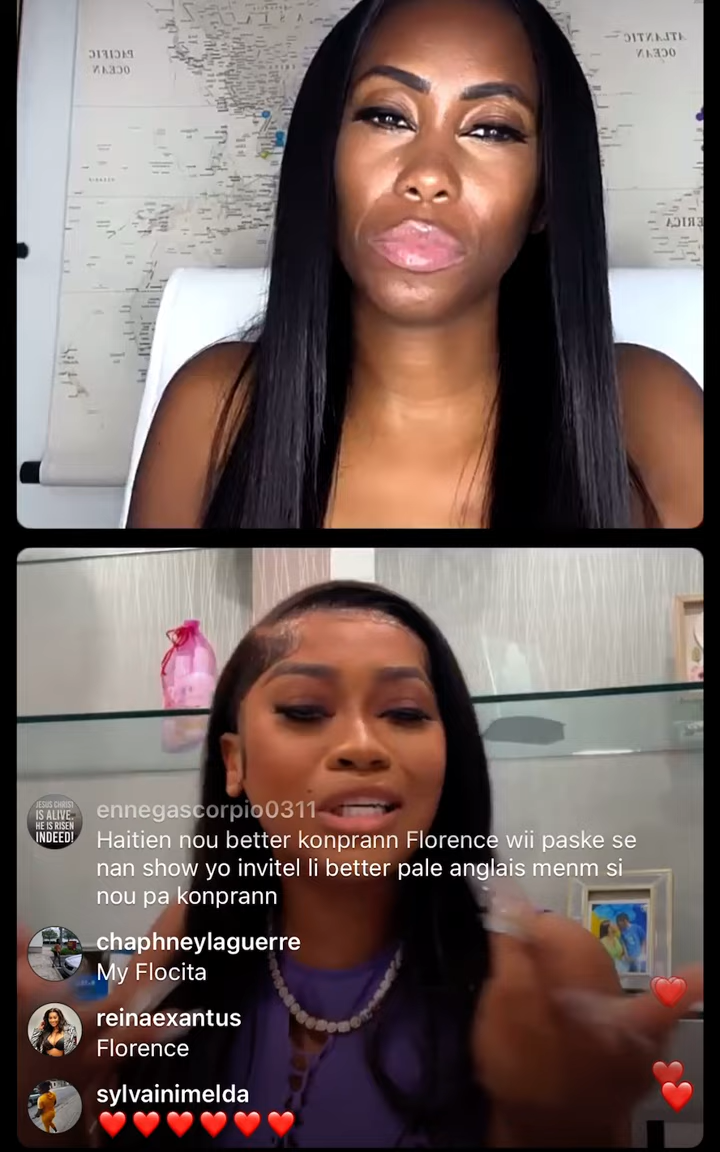 PACIFIC
OCEAN
ASIA
ATLANTIC
OCEAN
JESUS CHRIST
IS ALIVE.
HE IS RISEN
INDEED!
ennegascorpio0311
Haitien nou better konprann Florence wii paske se
nan show yo invitel li better pale anglais menm si
nou pa konprann
chaphneylaguerre
My Flocita
reinaexantus
Florence
sylvainimelda
❤️❤️❤️❤️❤️❤️